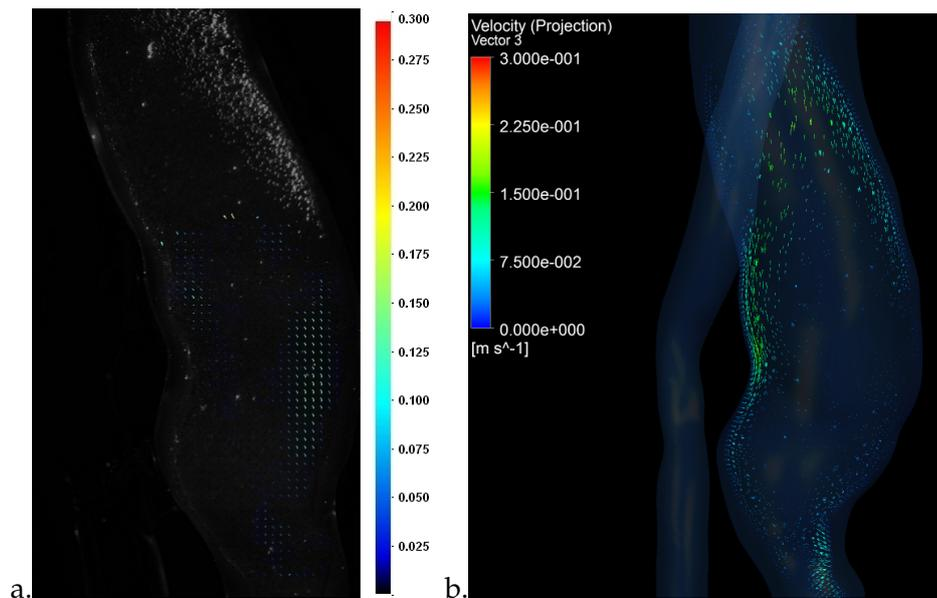 0.300
0.275
0.250
0.225
0.200
0.175
0.150
0.125
0.100
0.075
0.050
0.025
a.
Velocity (Projection)
Vector 3
3.000e-001
2.250e-001
1.500e-001
7.500e-002
0.000e+000
[m s^-1]
b.